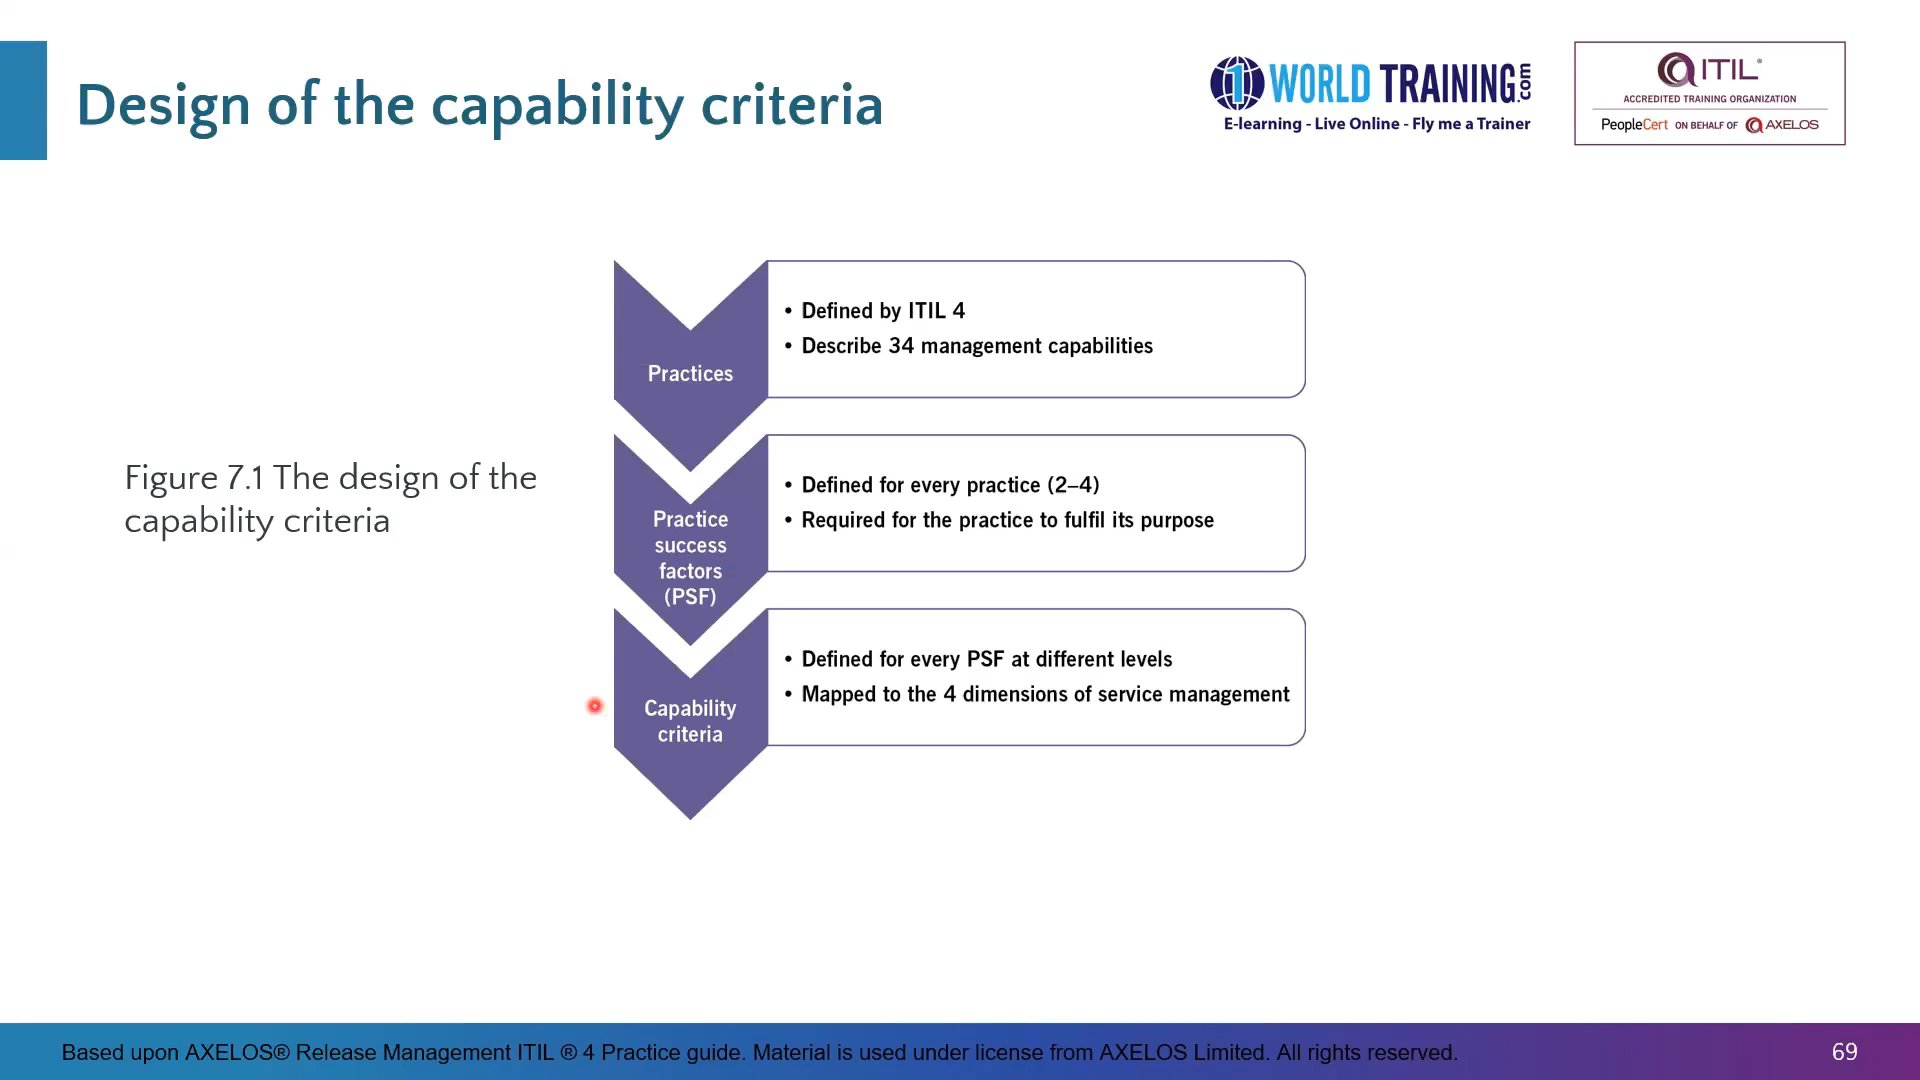 Design of the capability criteria
1 WORLD TRAINING.com
E-learning - Live Online - Fly me a Trainer
ITIL®
ACCREDITED TRAINING ORGANIZATION
PeopleCert ON BEHALF OF AXELOS
Practices
• Defined by ITIL 4
• Describe 34 management capabilities
Figure 7.1 The design of the
capability criteria
Practice
success
factors
(PSF)
• Defined for every practice (2–4)
• Required for the practice to fulfil its purpose
Capability
criteria
• Defined for every PSF at different levels
• Mapped to the 4 dimensions of service management
Based upon AXELOS® Release Management ITIL ® 4 Practice guide. Material is used under license from AXELOS Limited. All rights reserved.
69